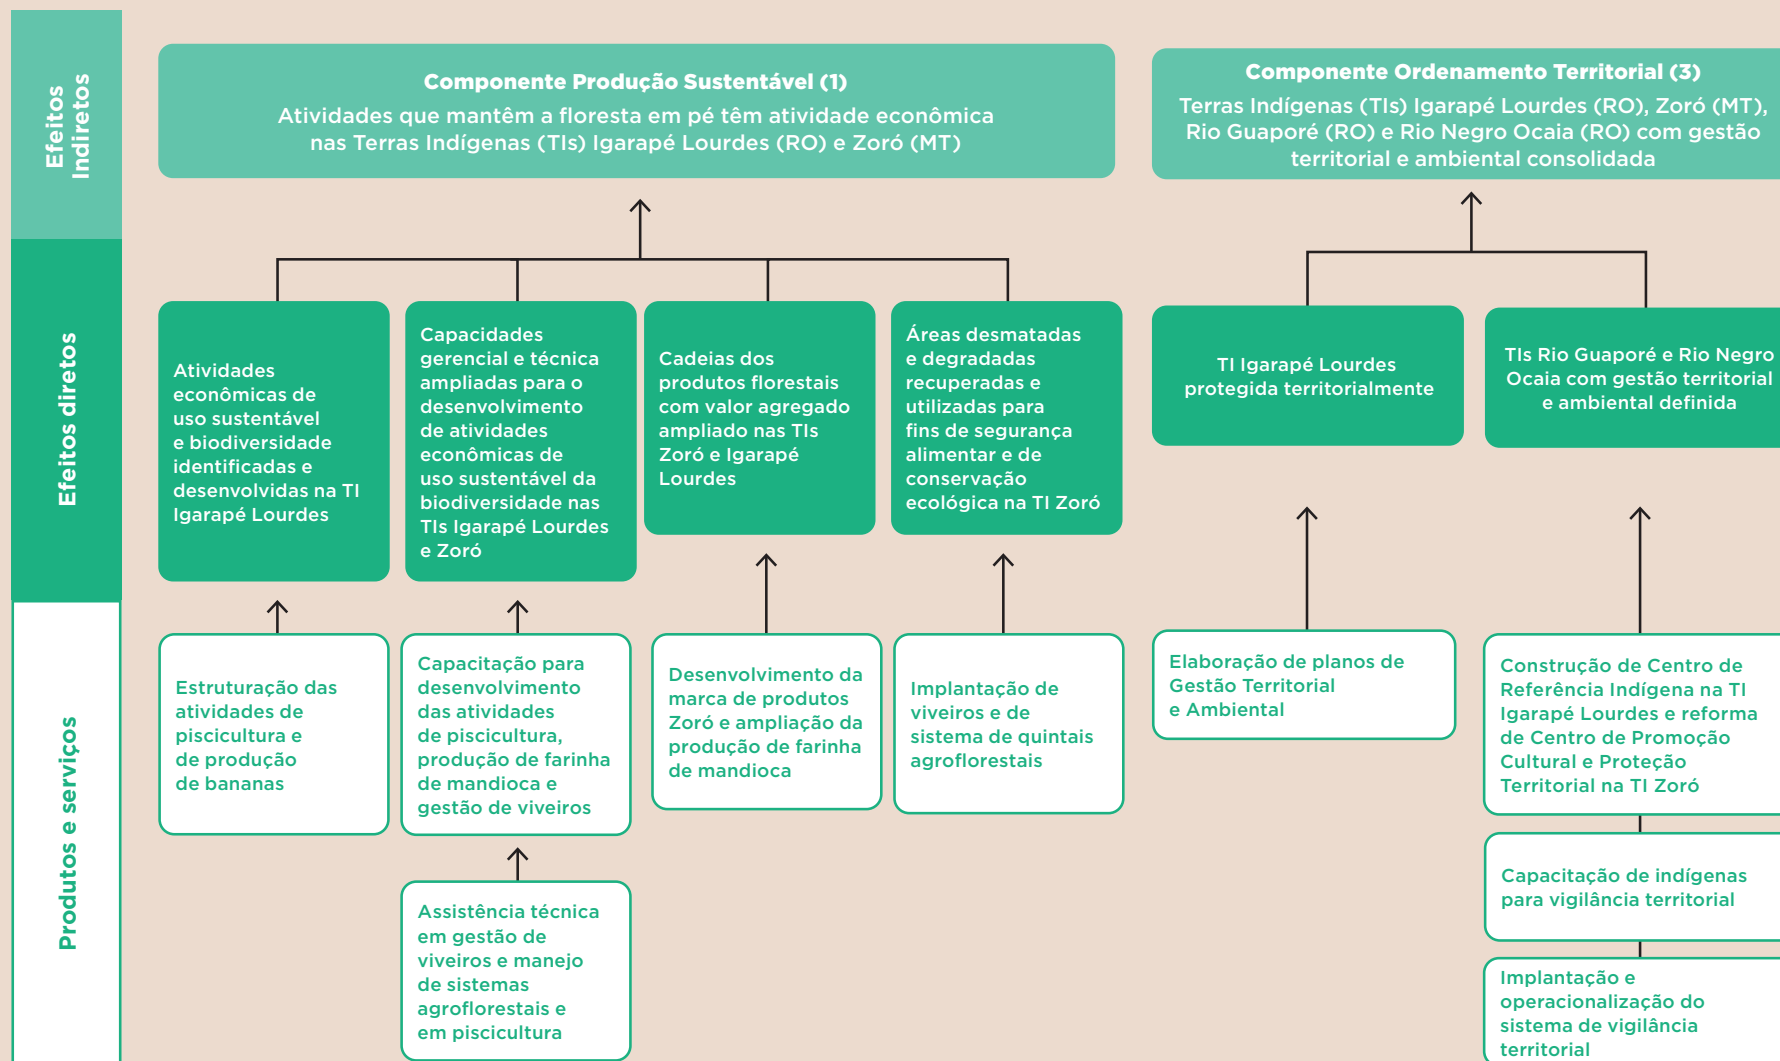 Efeitos
Indiretos
Componente Produção Sustentável (1)
Atividades que mantêm a floresta em pé têm atividade econômica
nas Terras Indígenas (TIs) Igarapé Lourdes (RO) e Zoró (MT)
Componente Ordenamento Territorial (3)
Terras Indígenas (TIs) Igarapé Lourdes (RO), Zoró (MT),
Rio Guaporé (RO) e Rio Negro Ocaia (RO) com gestão
territorial e ambiental consolidada
Efeitos diretos
Atividades
econômicas de
uso sustentável
e biodiversidade
identificadas e
desenvolvidas na TI
Igarapé Lourdes
Capacidades
gerencial e técnica
ampliadas para o
desenvolvimento
de atividades
econômicas de
uso sustentável da
biodiversidade nas
TIs Igarapé Lourdes
e Zoró
Cadeias dos
produtos florestais
com valor agregado
ampliado nas TIs
Zoró e Igarapé
Lourdes
Áreas desmatadas
e degradadas
recuperadas e
utilizadas para
fins de segurança
alimentar e de
conservação
ecológica na TI Zoró
TI Igarapé Lourdes
protegida territorialmente
TIs Rio Guaporé e Rio Negro
Ocaia com gestão territorial
e ambiental definida
Produtos e serviços
Estruturação das
atividades de
piscicultura e
de produção
de bananas
Capacitação para
desenvolvimento
das atividades
de piscicultura,
produção de farinha
de mandioca e
gestão de viveiros
Assistência técnica
em gestão de
viveiros e manejo
de sistemas
agroflorestais e
em piscicultura
Desenvolvimento da
marca de produtos
Zoró e ampliação da
produção de farinha
de mandioca
Implantação de
viveiros e de
sistema de quintais
agroflorestais
Elaboração de planos de
Gestão Territorial
e Ambiental
Construção de Centro de
Referência Indígena na TI
Igarapé Lourdes e reforma
de Centro de Promoção
Cultural e Proteção
Territorial na TI Zoró
Capacitação de indígenas
para vigilância territorial
Implantação e
operacionalização do
sistema de vigilância
territorial